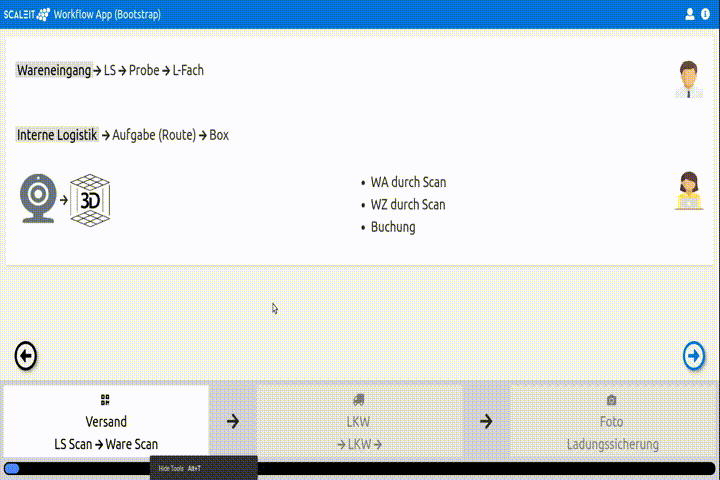 SCALEIT Workflow App (Bootstrap)
Wareneingang → LS → Probe → L-Fach
Interne Logistik → Aufgabe (Route) → Box
→ 3D
• WA durch Scan
• WZ durch Scan
• Buchung
Versand → LKW → Foto
LS Scan → Ware Scan
→ LKW →
Ladungssicherung
Hide Tools Alt+T